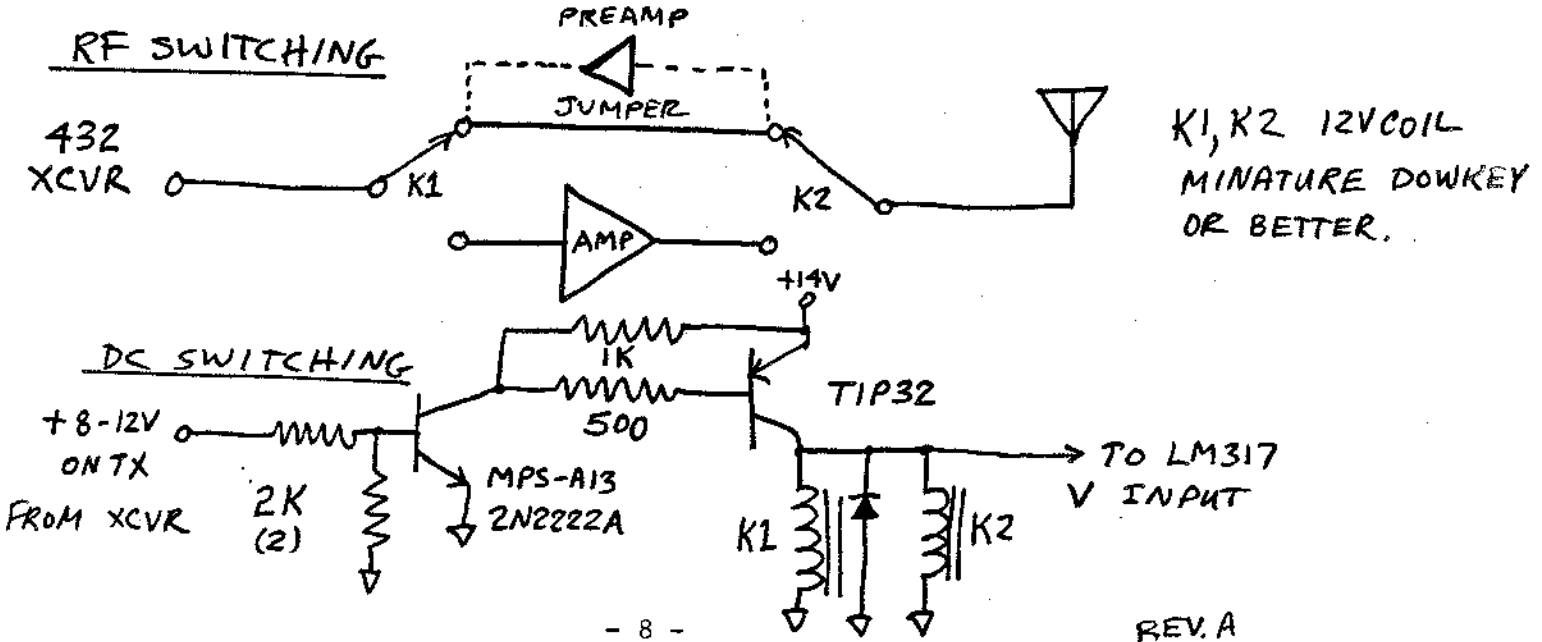 PREAMP
RF SWITCHING
JUMPER
432
XCVR
K1
K2
K1, K2 12V COIL
MINATURE DOWKEY
OR BETTER.
AMP
+14V
DC SWITCHING
1K
500
TIP32
+8-12V
ON TX
FROM XCVR
2K
(2)
MPS-A13
2N2222A
K1
K2
TO LM317
V INPUT
- 8 -
REV. A